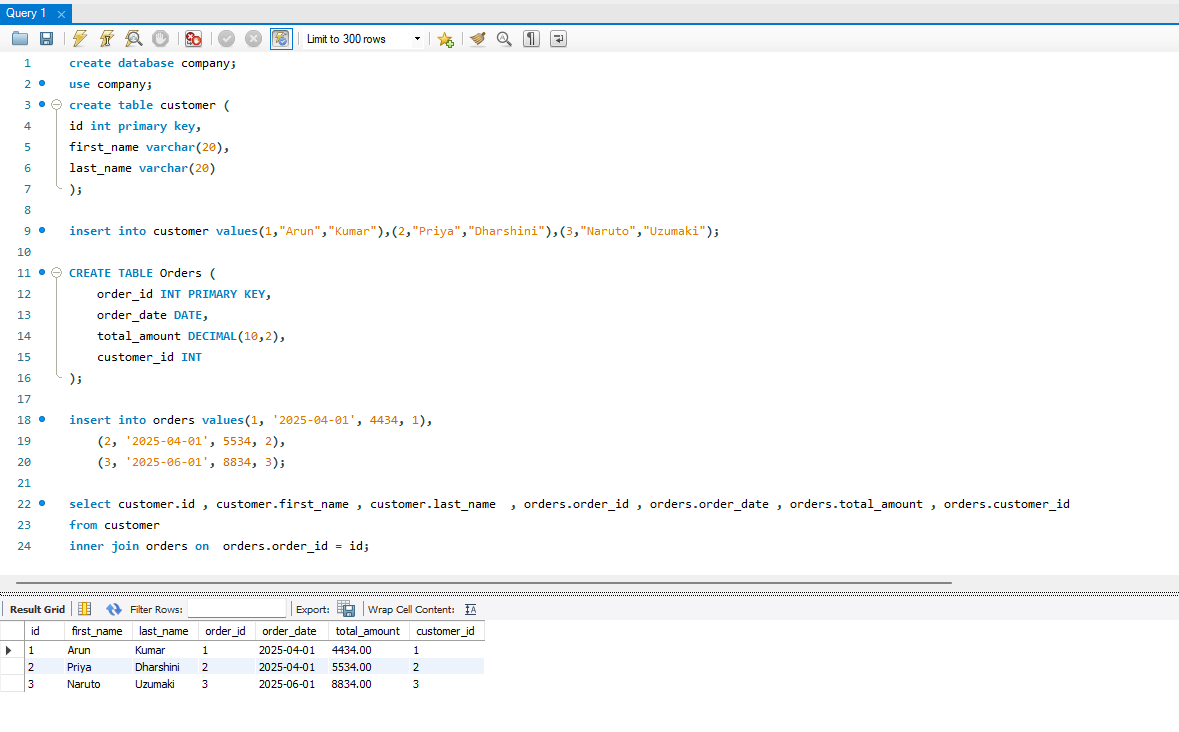 Query 1
Limit to 300 rows
1 create database company;
2 use company;
3 create table customer (
4 id int primary key,
5 first_name varchar(20),
6 last_name varchar(20)
7 );
8
9 insert into customer values(1,"Arun","Kumar"),(2,"Priya","Dharshini"),(3,"Naruto","Uzumaki");
10
11 CREATE TABLE Orders (
12 order_id INT PRIMARY KEY,
13 order_date DATE,
14 total_amount DECIMAL(10,2),
15 customer_id INT
16 );
17
18 insert into orders values(1, '2025-04-01', 4434, 1),
19 (2, '2025-04-01', 5534, 2),
20 (3, '2025-06-01', 8834, 3);
21
22 select customer.id , customer.first_name , customer.last_name  , orders.order_id , orders.order_date , orders.total_amount , orders.customer_id
23 from customer
24 inner join orders on  orders.order_id = id;
Result Grid Filter Rows: Export: Wrap Cell Content:
id first_name last_name order_id order_date total_amount customer_id
1 Arun Kumar 1 2025-04-01 4434.00 1
2 Priya Dharshini 2 2025-04-01 5534.00 2
3 Naruto Uzumaki 3 2025-06-01 8834.00 3